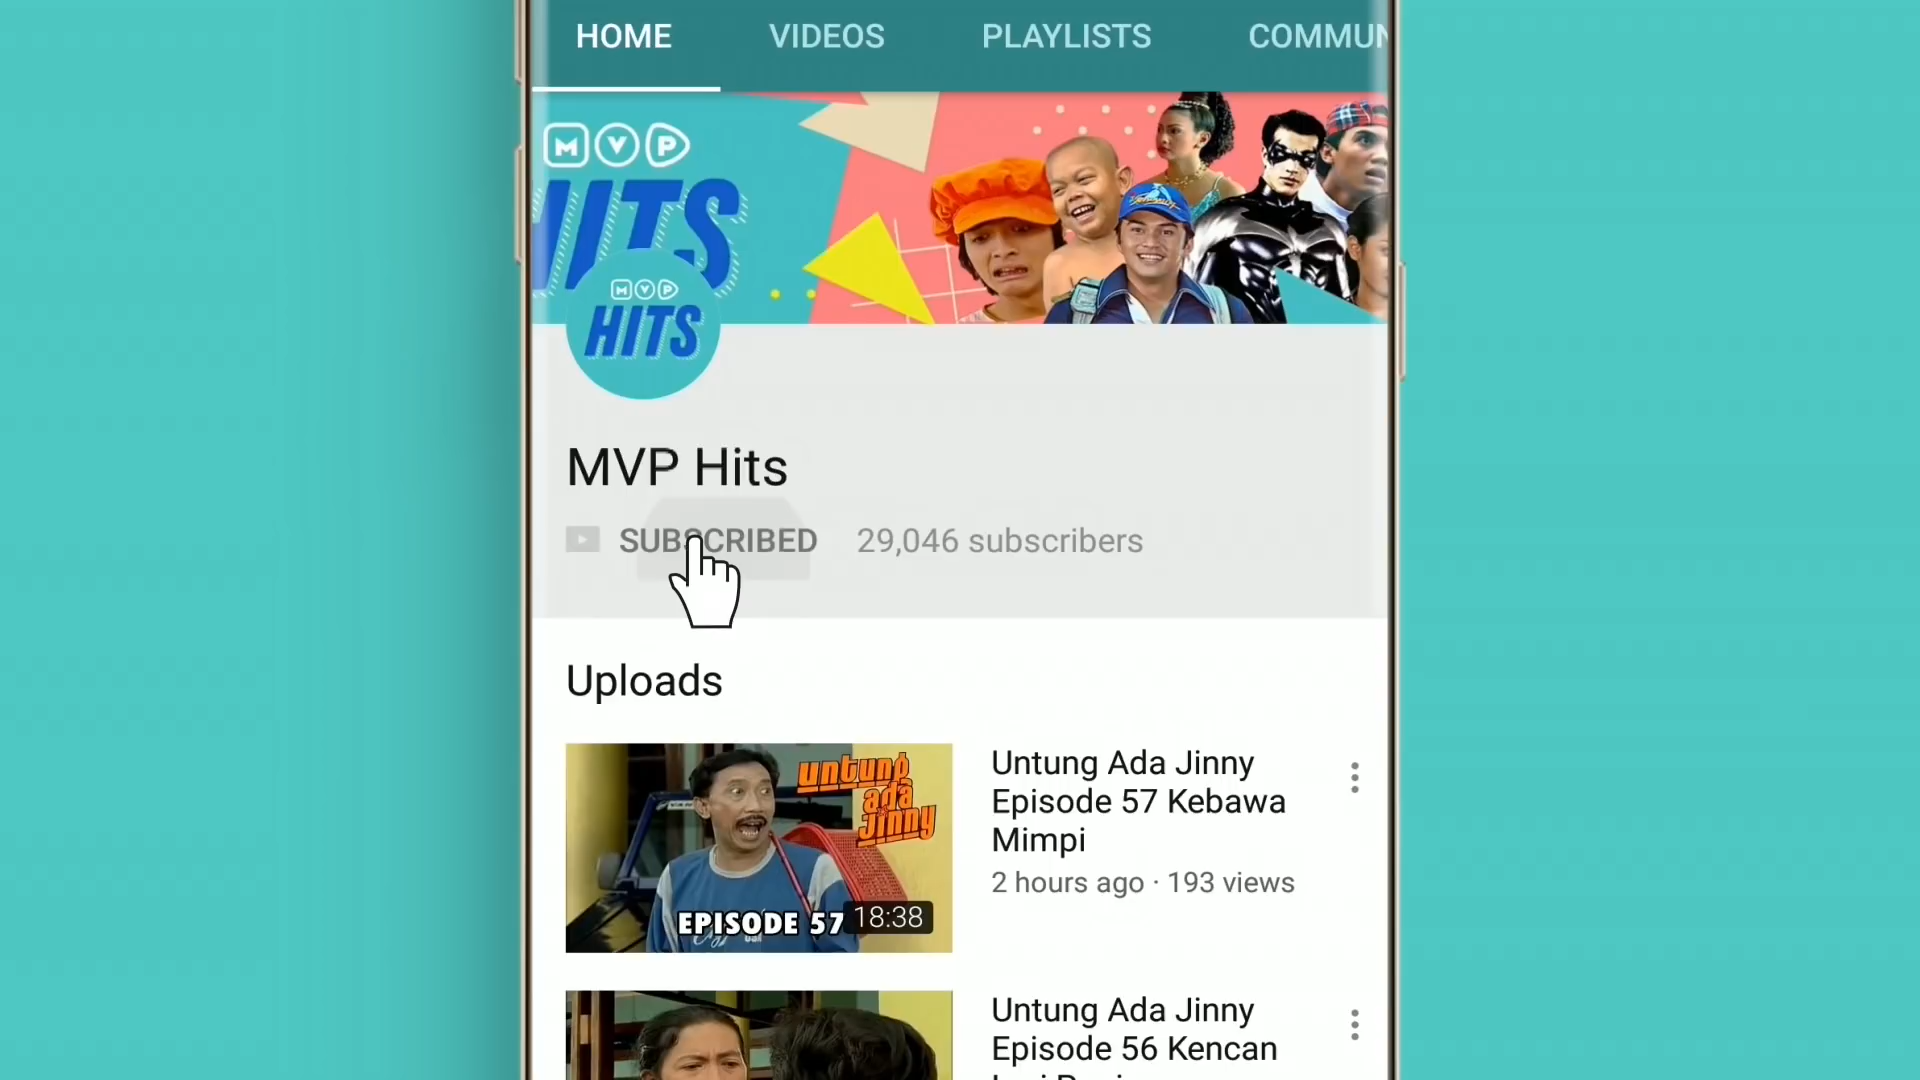 HOME VIDEOS PLAYLISTS COMMUN
MVP
HITS
MVP
HITS
MVP Hits
SUBSCRIBED 29,046 subscribers
Uploads
untung
ada
jinny
EPISODE 57 18:38
Untung Ada Jinny
Episode 57 Kebawa
Mimpi
2 hours ago · 193 views
Untung Ada Jinny
Episode 56 Kencan